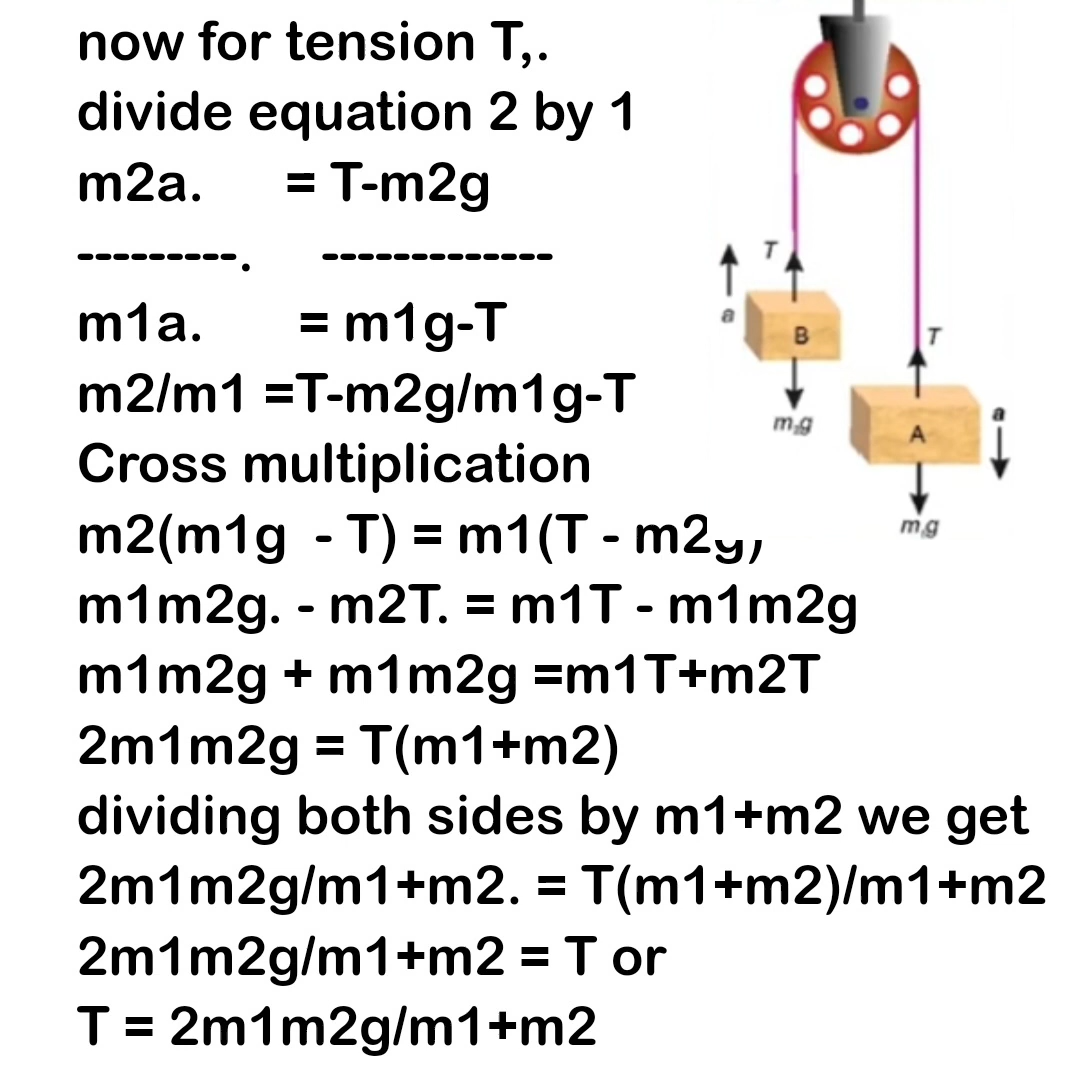 now for tension T,.
divide equation 2 by 1
m2a. = T-m2g
---------. -------------
m1a. = m1g-T
m2/m1 =T-m2g/m1g-T
Cross multiplication
m2(m1g - T) = m1(T - m2g)
m1m2g. - m2T. = m1T - m1m2g
m1m2g + m1m2g =m1T+m2T
2m1m2g = T(m1+m2)
dividing both sides by m1+m2 we get
2m1m2g/m1+m2. = T(m1+m2)/m1+m2
2m1m2g/m1+m2 = T or
T = 2m1m2g/m1+m2
T
a
B
m₂g
T
a
A
m₁g